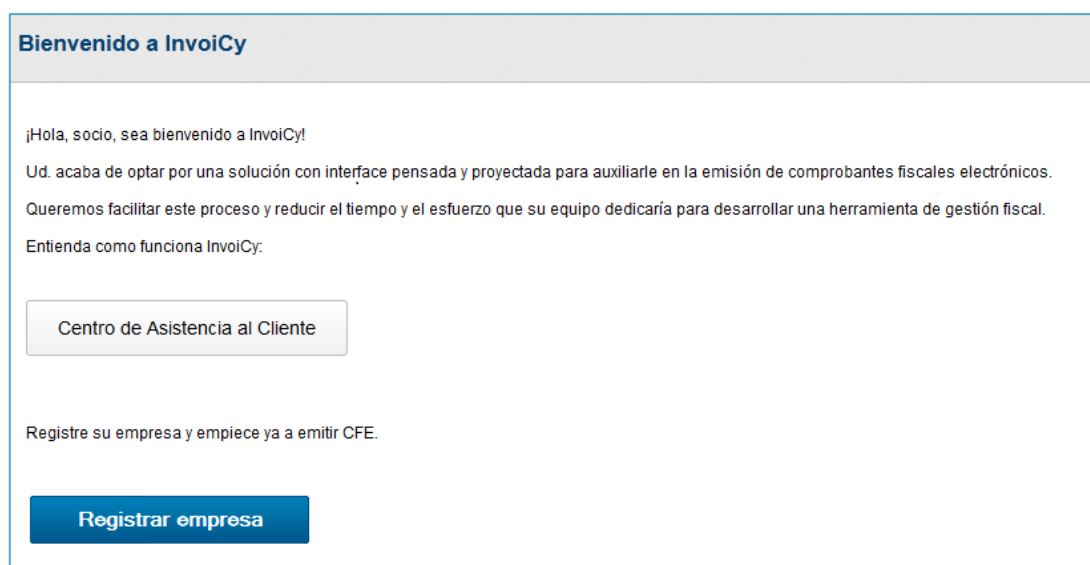 Bienvenido a InvoiCy
¡Hola, socio, sea bienvenido a InvoiCy!
Ud. acaba de optar por una solución con interface pensada y proyectada para auxiliarle en la emisión de comprobantes fiscales electrónicos.
Queremos facilitar este proceso y reducir el tiempo y el esfuerzo que su equipo dedicaría para desarrollar una herramienta de gestión fiscal.
Entienda como funciona InvoiCy:
Centro de Asistencia al Cliente
Registre su empresa y empiece ya a emitir CFE.
Registrar empresa